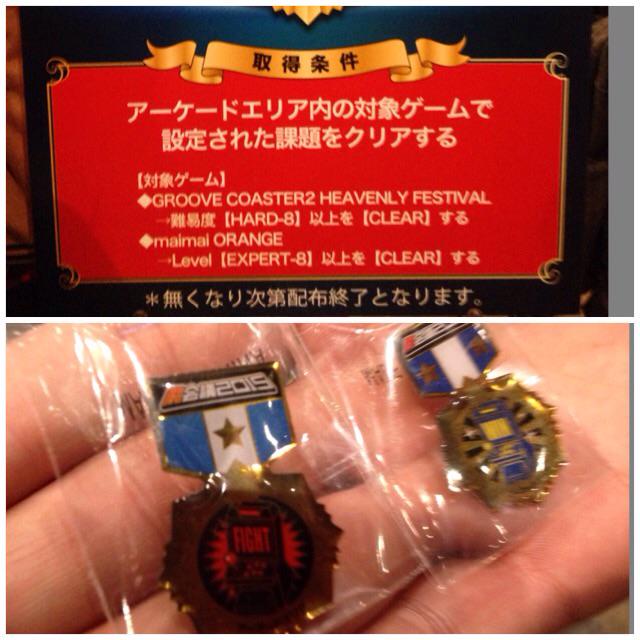 取得条件
アーケードエリア内の対象ゲームで
設定された課題をクリアする
【対象ゲーム】
◆GROOVE COASTER2 HEAVENLY FESTIVAL
→難易度【HARD-8】以上を【CLEAR】する
◆maimai ORANGE
→Level【EXPERT-8】以上を【CLEAR】する
＊無くなり次第配布終了となります。
闘会議2015
FIGHT